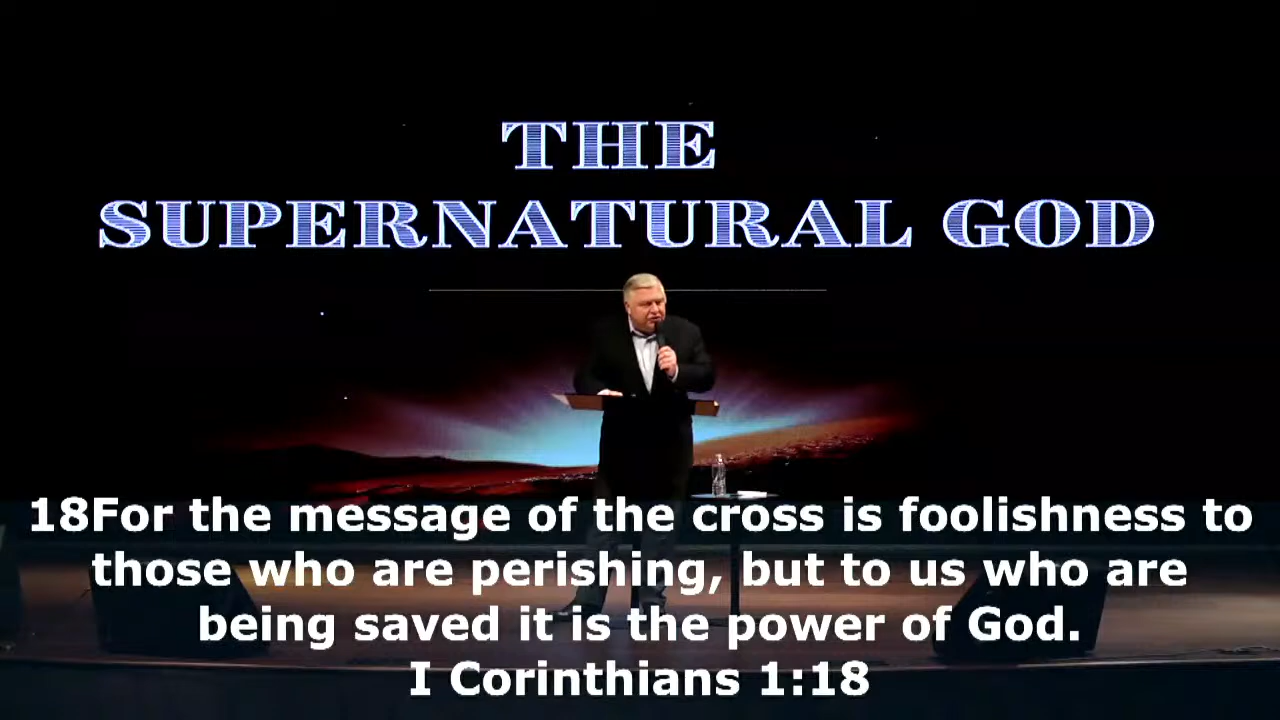 THE
SUPERNATURAL GOD
18For the message of the cross is foolishness to
those who are perishing, but to us who are
being saved it is the power of God.
I Corinthians 1:18